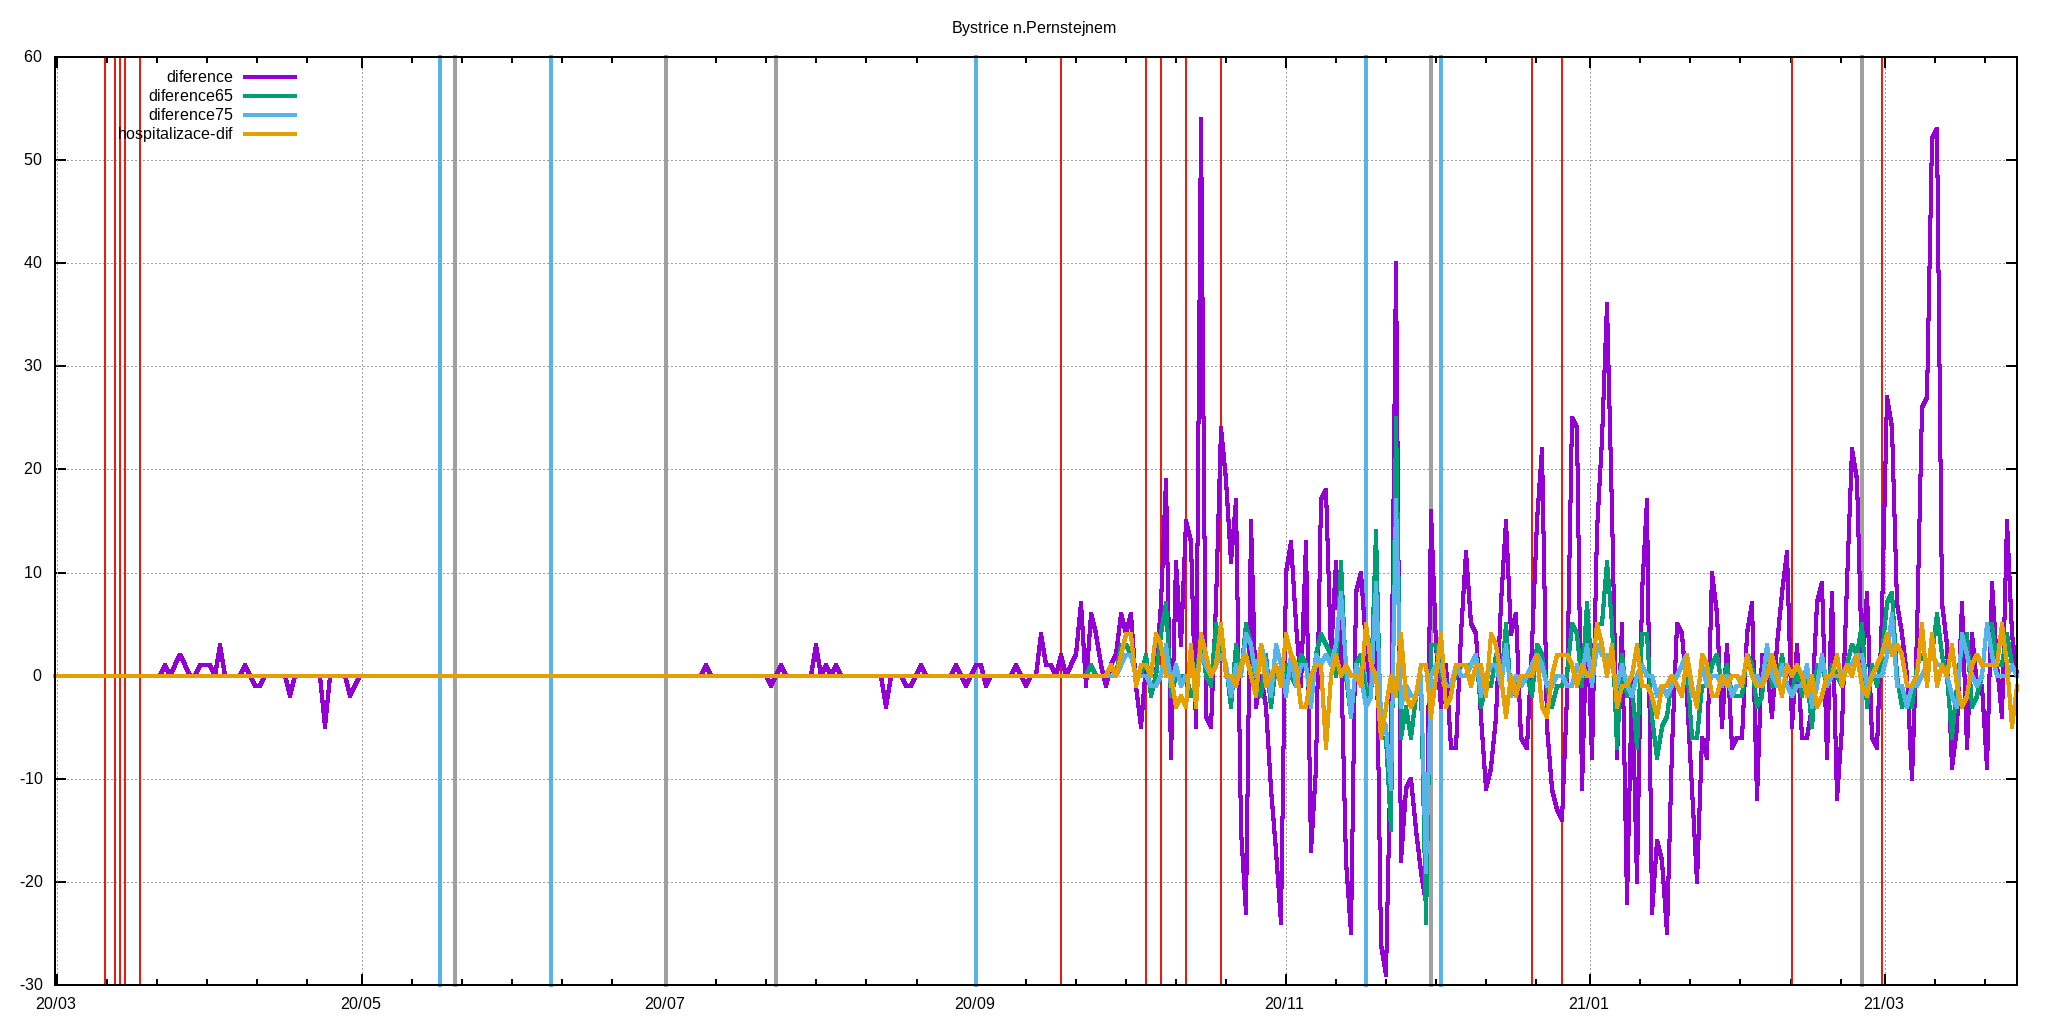 Bystrice n.Pernstejnem
60
50
40
30
20
10
0
-10
-20
-30
diference
diference65
diference75
hospitalizace-dif
20/03 20/05 20/07 20/09 20/11 21/01 21/03